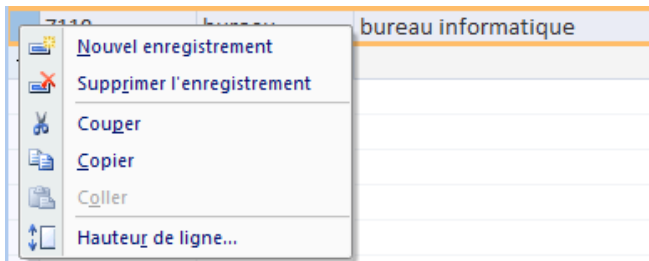 bureau informatique
Nouvel enregistrement
Supprimer l'enregistrement
Couper
Copier
Coller
Hauteur de ligne...